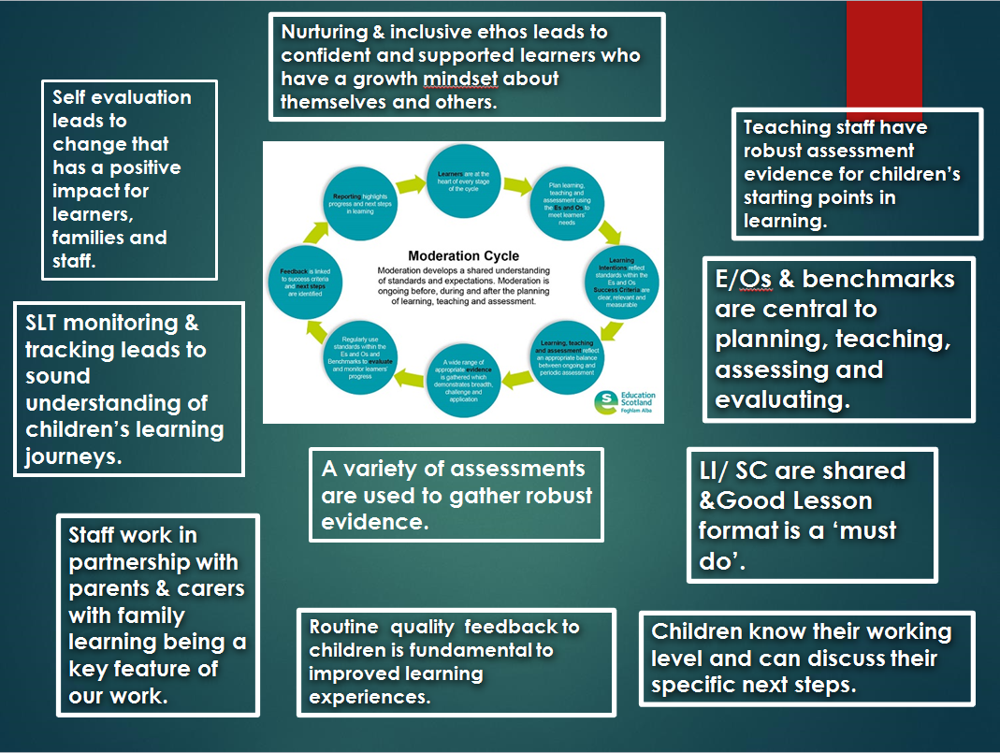 Nurturing & inclusive ethos leads to
confident and supported learners who
have a growth mindset about
themselves and others.
Self evaluation
leads to
change that
has a positive
impact for
learners,
families and
staff.
Teaching staff have
robust assessment
evidence for children’s
starting points in
learning.
Learners are at the
heart of every stage
of the cycle
Plan learning,
teaching and
assessment using
the Es and Os to
meet learners'
needs
Learning
Intentions reflect
standards within the
Es and Os
Success Criteria are
clear, relevant and
measurable
Learning, teaching
and assessment reflect
an appropriate balance
between ongoing and
periodic assessment
A wide range of
appropriate evidence
is gathered which
demonstrates breadth,
challenge and
application
Regularly use
standards within the
Es and Os and
Benchmarks to evaluate
and monitor learners'
progress
Feedback is linked
to success criteria
and next steps
are identified
Reporting highlights
progress and next steps
in learning
Moderation Cycle
Moderation develops a shared understanding
of standards and expectations. Moderation is
ongoing before, during and after the planning
of learning, teaching and assessment.
Education
Scotland
Foghlam Alba
E/Os & benchmarks
are central to
planning, teaching,
assessing and
evaluating.
SLT monitoring &
tracking leads to
sound
understanding of
children’s learning
journeys.
A variety of assessments
are used to gather robust
evidence.
LI/ SC are shared
&Good Lesson
format is a ‘must
do’.
Staff work in
partnership with
parents & carers
with family
learning being a
key feature of
our work.
Routine quality feedback to
children is fundamental to
improved learning
experiences.
Children know their working
level and can discuss their
specific next steps.